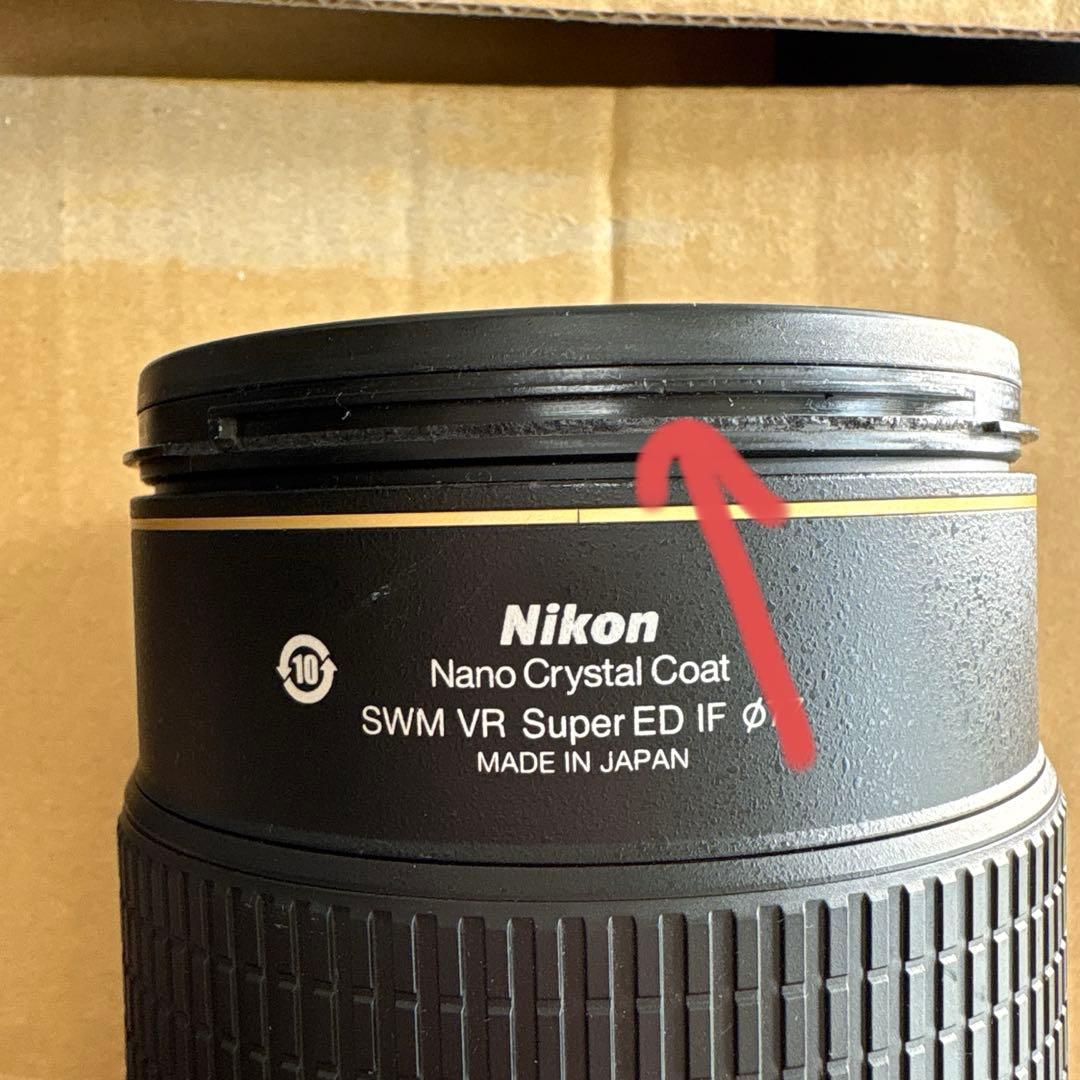 Nikon
10
Nano Crystal Coat
SWM VR Super ED IF
MADE IN JAPAN